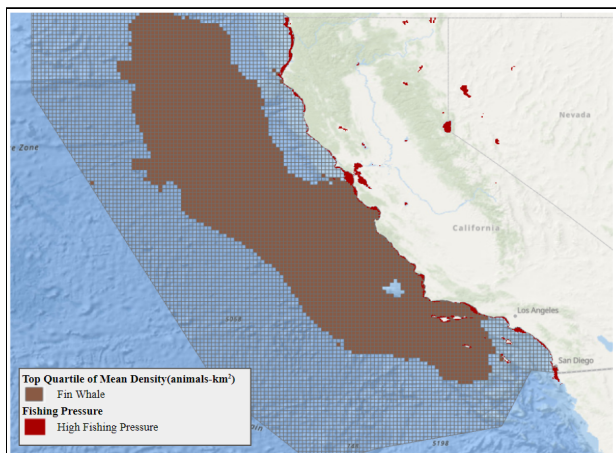 Nevada
e Zone
California
Los Angeles
San Diego
Top Quartile of Mean Density(animals-km²)
Fin Whale
Fishing Pressure
High Fishing Pressure
5198